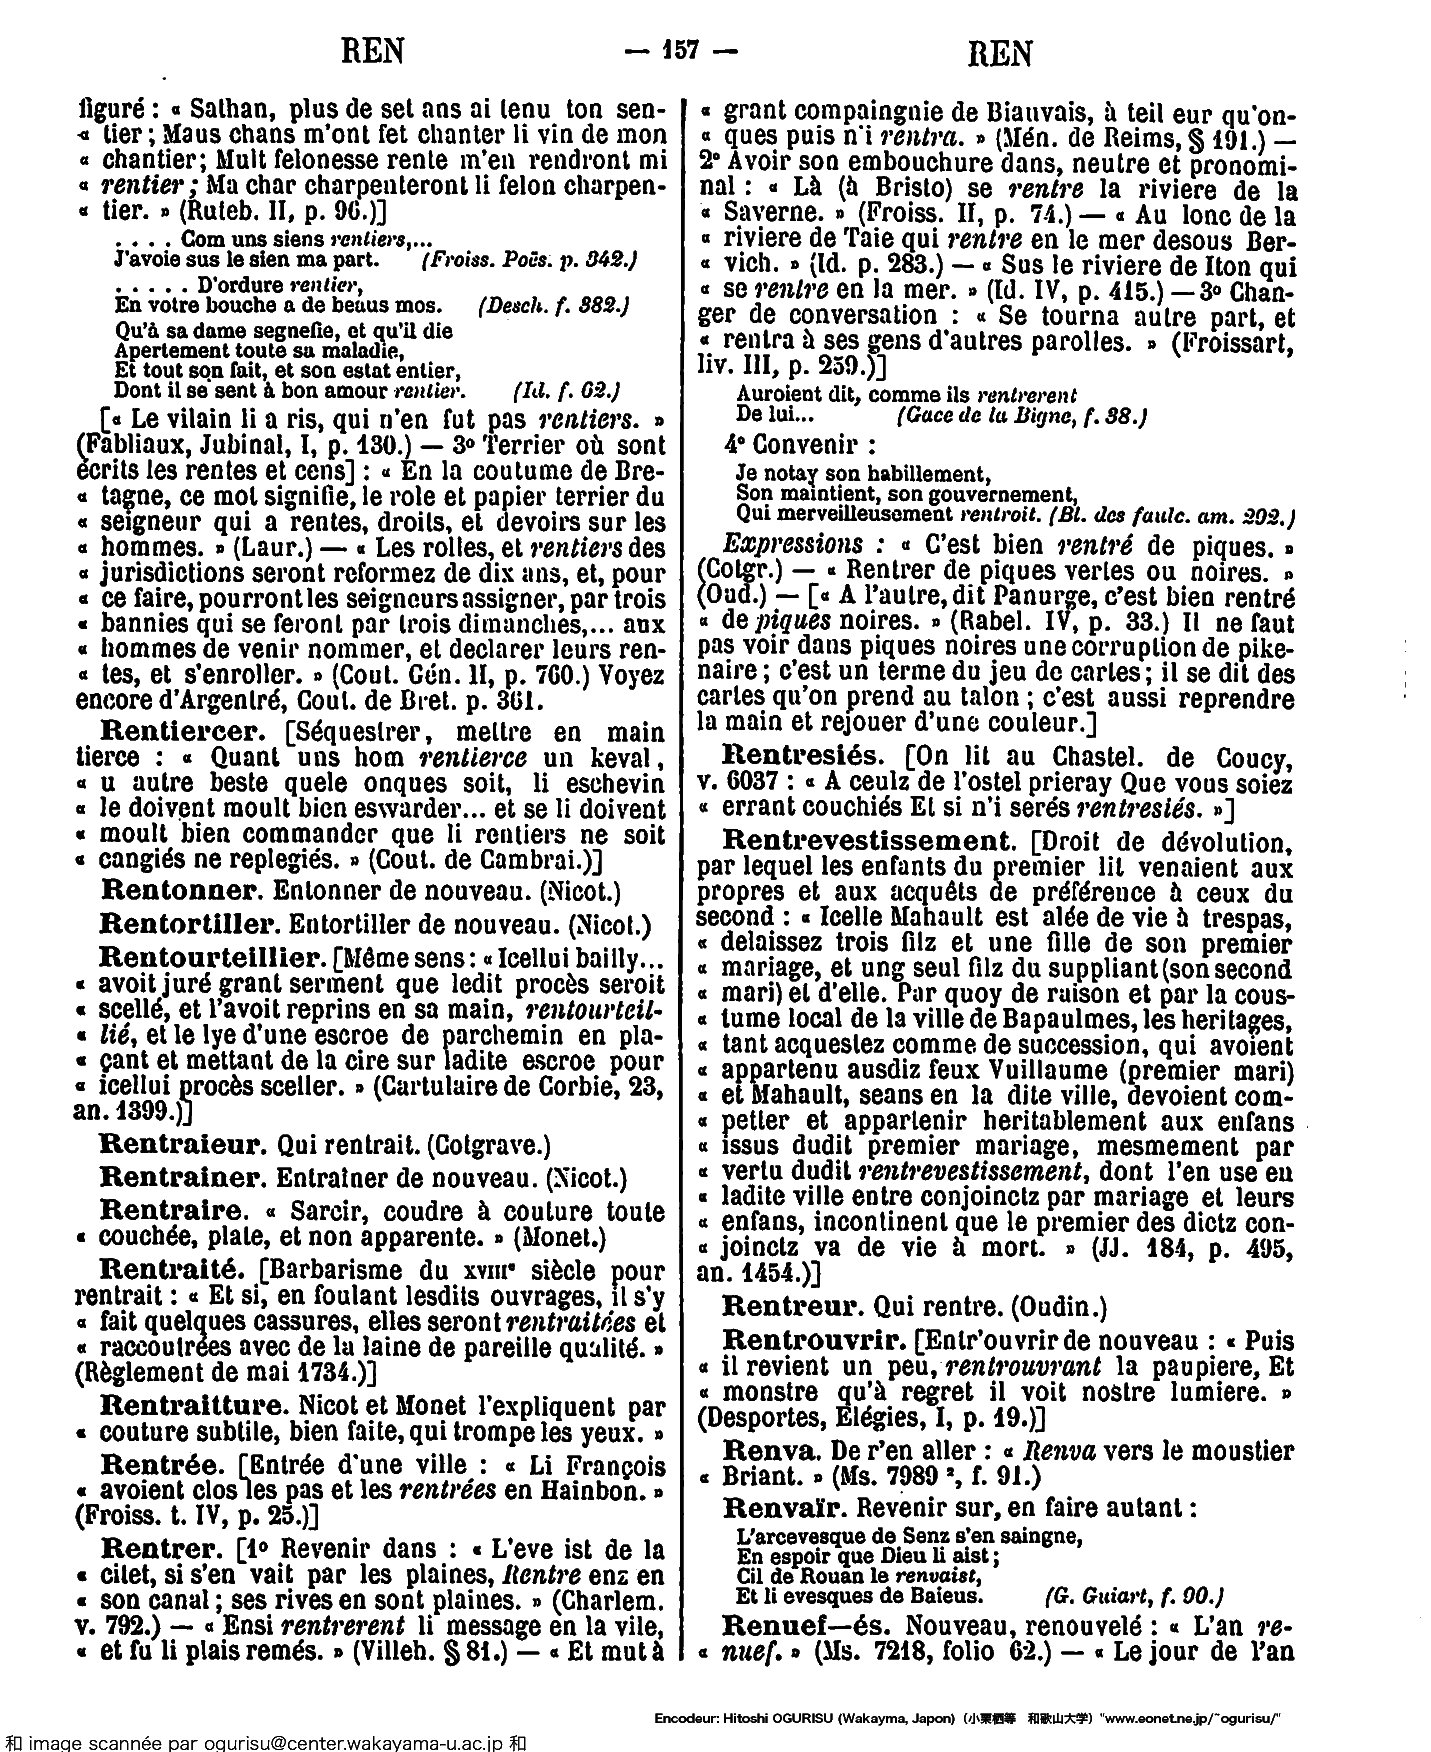 REN
— 157 —
REN
figuré : « Sathan, plus de set ans ai tenu ton sen-
« tier ; Maus chans m'ont fet chanter li vin de mon
« chantier ; Mult felonesse rente m'en rendront mi
« rentier ; Ma char charpenteront li felon charpen-
« tier. » (Ruteb. II, p. 96.)]
. . . . Com uns siens rentiers,...
J'avoie sus le sien ma part. (Froiss. Poës. p. 342.)
. . . . . D'ordure rentier,
En votre bouche a de beaus mos. (Desch. f. 382.)
Qu'à sa dame segnefie, et qu'il die
Apertement toute sa maladie,
Et tout son fait, et son estat entier,
Dont il se sent à bon amour rentier. (Id. f. 62.)
[« Le vilain li a ris, qui n'en fut pas rentiers. »
(Fabliaux, Jubinal, I, p. 130.) — 3º Terrier où sont
écrits les rentes et cens] : « En la coutume de Bre-
« tagne, ce mot signifie, le role et papier terrier du
« seigneur qui a rentes, droits, et devoirs sur les
« hommes. » (Laur.) — « Les rolles, et rentiers des
« jurisdictions seront reformez de dix ans, et, pour
« ce faire, pourront les seigneurs assigner, par trois
« bannies qui se feront par trois dimanches,... aux
« hommes de venir nommer, et declarer leurs ren-
« tes, et s'enroller. » (Cout. Gén. II, p. 760.) Voyez
encore d'Argentré, Cout. de Bret. p. 361.
Rentiercer. [Séquestrer, mettre en main
tierce : « Quant uns hom rentierce un keval,
« u autre beste quele onques soit, li eschevin
« le doivent moult bien eswarder... et se li doivent
« moult bien commander que li rentiers ne soit
« cangiés ne replegiés. » (Cout. de Cambrai.)]
Rentonner. Entonner de nouveau. (Nicot.)
Rentortiller. Entortiller de nouveau. (Nicot.)
Rentourteillier. [Même sens : « Icellui bailly...
« avoit juré grant serment que ledit procès seroit
« scellé, et l'avoit reprins en sa main, rentourteil-
« lié, et le lye d'une escroe de parchemin en pla-
« çant et mettant de la cire sur ladite escroe pour
« icellui procès sceller. » (Cartulaire de Corbie, 23,
an. 1399.)]
Rentraieur. Qui rentrait. (Cotgrave.)
Rentrainer. Entrainer de nouveau. (Nicot.)
Rentraire. « Sarcir, coudre à couture toute
« couchée, plate, et non apparente. » (Monet.)
Rentraité. [Barbarisme du XVIIIe siècle pour
rentrait : « Et si, en foulant lesdits ouvrages, il s'y
« fait quelques cassures, elles seront rentraitées et
« raccoutrées avec de la laine de pareille qualité. »
(Règlement de mai 1734.)]
Rentraitture. Nicot et Monet l'expliquent par
« couture subtile, bien faite, qui trompe les yeux. »
Rentrée. [Entrée d'une ville : « Li François
« avoient clos les pas et les rentrées en Hainbon. »
(Froiss. t. IV, p. 25.)]
Rentrer. [1º Revenir dans : « L'eve ist de la
« citet, si s'en vait par les plaines, Rentre enz en
« son canal ; ses rives en sont plaines. » (Charlem.
v. 792.) — « Ensi rentrerent li message en la vile,
« et fu li plais remés. » (Villeh. § 81.) — « Et mut à
« grant compaingnie de Biauvais, à teil eur qu'on-
« ques puis n'i rentra. » (Mén. de Reims, § 191.) —
2º Avoir son embouchure dans, neutre et pronomi-
nal : « Là (à Bristo) se rentre la riviere de la
« Saverne. » (Froiss. II, p. 74.) — « Au lonc de la
« riviere de Taie qui rentre en le mer desous Ber-
« vich. » (Id. p. 283.) — « Sus le riviere de Iton qui
« se rentre en la mer. » (Id. IV, p. 415.) — 3º Chan-
ger de conversation : « Se tourna autre part, et
« rentra à ses gens d'autres parolles. » (Froissart,
liv. III, p. 259.)]
Auroient dit, comme ils rentrerent
De lui... (Gace de la Bigne, f. 38.)
4º Convenir :
Je notay son habillement,
Son maintient, son gouvernement,
Qui merveilleusement rentroit. (Bl. des faulc. am. 292.)
Expressions : « C'est bien rentré de piques. »
(Cotgr.) — « Rentrer de piques vertes ou noires. »
(Oud.) — [« A l'autre, dit Panurge, c'est bien rentré
« de piques noires. » (Rabel. IV, p. 33.) Il ne faut
pas voir dans piques noires une corruption de pike-
naire ; c'est un terme du jeu de cartes ; il se dit des
cartes qu'on prend au talon ; c'est aussi reprendre
la main et rejouer d'une couleur.]
Rentresiés. [On lit au Chastel. de Coucy,
v. 6037 : « A ceulz de l'ostel prieray Que vous soiez
« errant couchiés Et si n'i serés rentresiés. »]
Rentrevestissement. [Droit de dévolution,
par lequel les enfants du premier lit venaient aux
propres et aux acquêts de préférence à ceux du
second : « Icelle Mahault est alée de vie à trespas,
« delaissez trois filz et une fille de son premier
« mariage, et ung seul filz du suppliant (son second
« mari) et d'elle. Par quoy de raison et par la cous-
« tume local de la ville de Bapaulmes, les heritages,
« tant acquestez comme de succession, qui avoient
« appartenu ausdiz feux Vuillaume (premier mari)
« et Mahault, seans en la dite ville, devoient com-
« petter et appartenir heritablement aux enfans
« issus dudit premier mariage, mesmement par
« vertu dudit rentrevestissement, dont l'en use en
« ladite ville entre conjoinctz par mariage et leurs
« enfans, incontinent que le premier des dictz con-
« joinctz va de vie à mort. » (JJ. 184, p. 495,
an. 1454.)]
Rentreur. Qui rentre. (Oudin.)
Rentrouvrir. [Entr'ouvrir de nouveau : « Puis
« il revient un peu, rentrouvrant la paupiere, Et
« monstre qu'à regret il voit nostre lumiere. »
(Desportes, Elégies, I, p. 19.)]
Renva. De r'en aller : « Renva vers le moustier
« Briant. » (Ms. 7989 ², f. 91.)
Renvaïr. Revenir sur, en faire autant :
L'arcevesque de Senz s'en saingne,
En espoir que Dieu li aist ;
Cil de Rouan le renvaist,
Et li evesques de Baieus. (G. Guiart, f. 90.)
Renuef—és. Nouveau, renouvelé : « L'an re-
« nuef. » (Ms. 7218, folio 62.) — « Le jour de l'an
Encodeur: Hitoshi OGURISU (Wakayma, Japon) (小栗栖等 和歌山大学) "www.eonet.ne.jp/~ogurisu/"
和 image scannée par ogurisu@center.wakayama-u.ac.jp 和